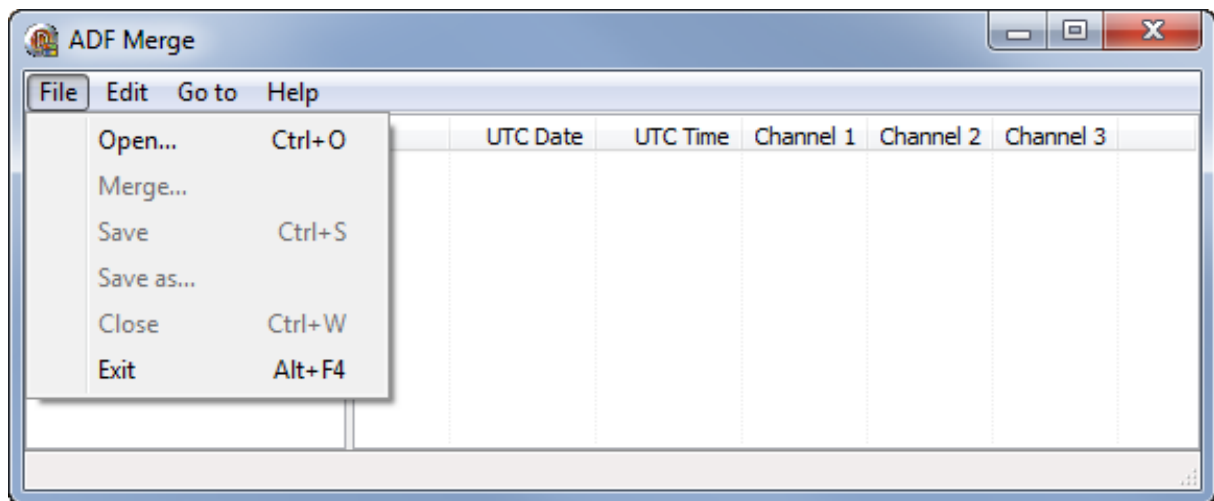 ADF Merge
File Edit Go to Help
Open... Ctrl+O UTC Date UTC Time Channel 1 Channel 2 Channel 3
Merge...
Save Ctrl+S
Save as...
Close Ctrl+W
Exit Alt+F4